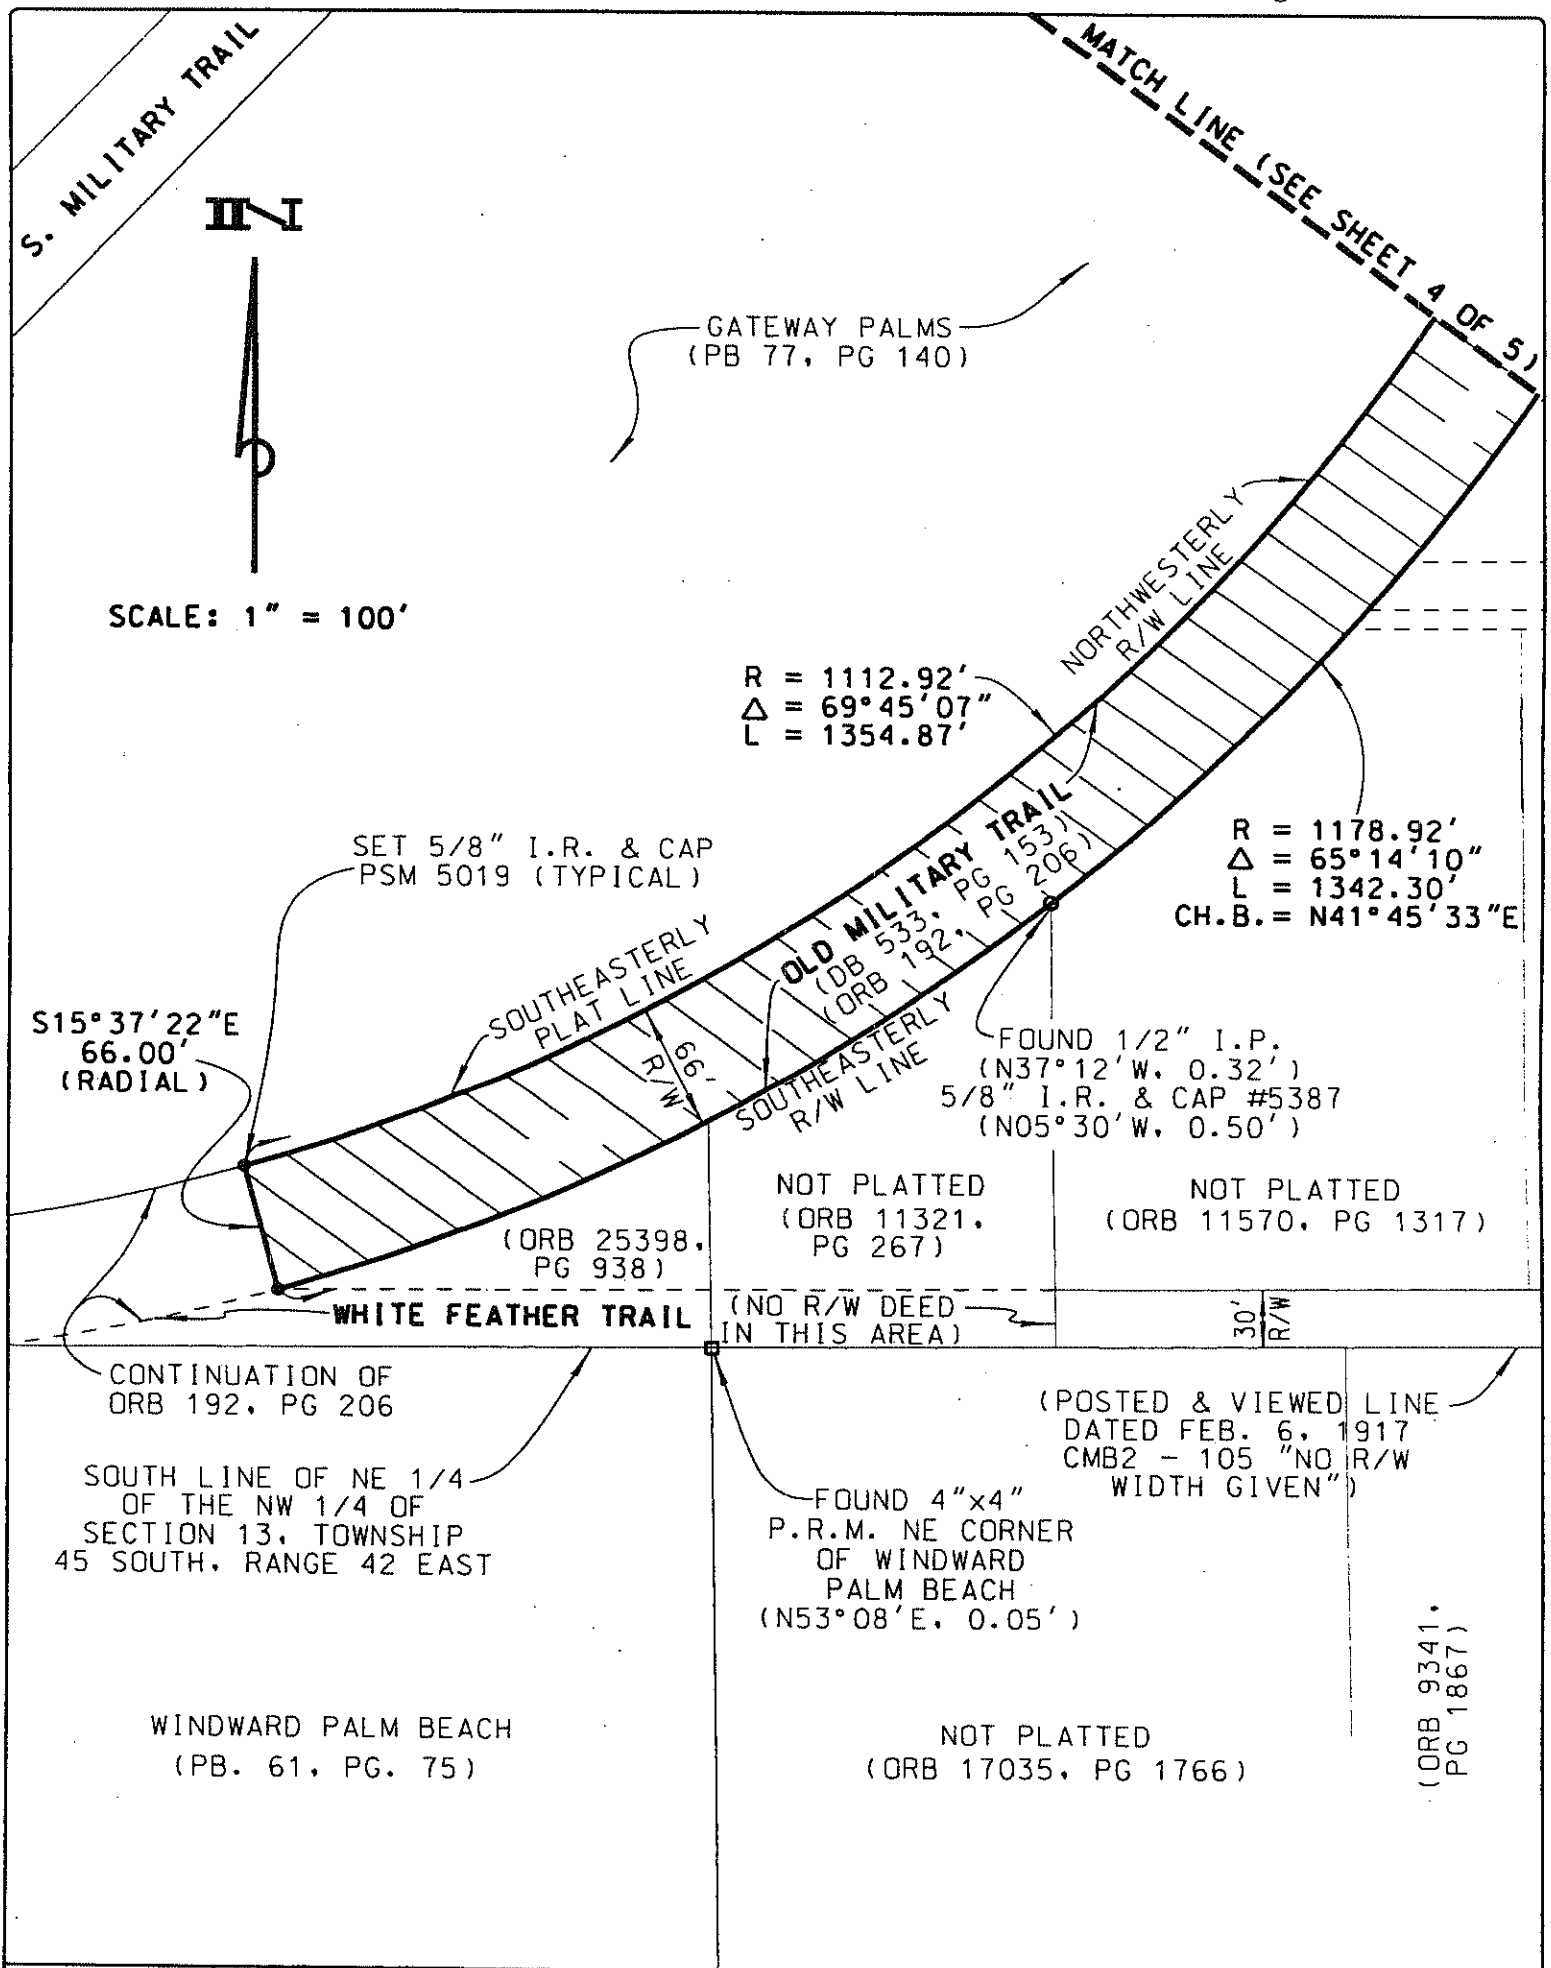 S. MILITARY TRAIL
MATCH LINE (SEE SHEET 4 OF 5)
GATEWAY PALMS
(PB 77, PG 140)
SCALE: 1" = 100'
NORTHWESTERLY
R/W LINE
R = 1112.92'
Δ = 69°45'07"
L = 1354.87'
SET 5/8" I.R. & CAP
PSM 5019 (TYPICAL)
R = 1178.92'
Δ = 65°14'10"
L = 1342.30'
CH.B.= N41°45'33"E
OLD MILITARY TRAIL
(DB 533, PG 153)
(ORB 192, PG 206)
SOUTHEASTERLY
PLAT LINE
S15°37'22"E
66.00'
(RADIAL)
66'
R/W
SOUTHEASTERLY
R/W LINE
FOUND 1/2" I.P.
(N37°12'W, 0.32')
5/8" I.R. & CAP #5387
(N05°30'W, 0.50')
NOT PLATTED
(ORB 11321,
PG 267)
NOT PLATTED
(ORB 11570, PG 1317)
(ORB 25398,
PG 938)
WHITE FEATHER TRAIL
(NO R/W DEED
IN THIS AREA)
30'
R/W
CONTINUATION OF
ORB 192, PG 206
(POSTED & VIEWED LINE
DATED FEB. 6, 1917
CMB2 - 105 "NO R/W
WIDTH GIVEN")
SOUTH LINE OF NE 1/4
OF THE NW 1/4 OF
SECTION 13, TOWNSHIP
45 SOUTH, RANGE 42 EAST
FOUND 4"x4"
P.R.M. NE CORNER
OF WINDWARD
PALM BEACH
(N53°08'E, 0.05')
(ORB 9341,
PG 1867)
WINDWARD PALM BEACH
(PB. 61, PG. 75)
NOT PLATTED
(ORB 17035, PG 1766)